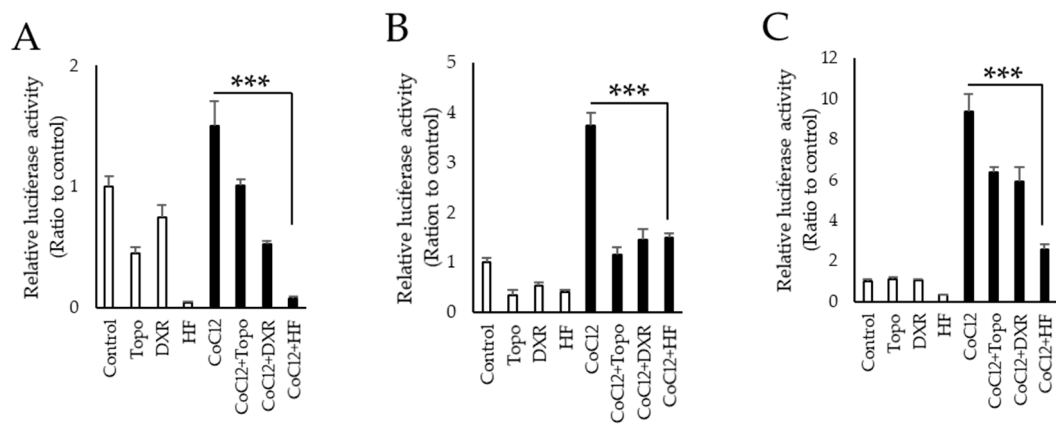 A
Relative luciferase activity
(Ratio to control)
2
1
0
***
Control
Topo
DXR
HF
CoCl2
CoCl2+Topo
CoCl2+DXR
CoCl2+HF
B
Relative luciferase activity
(Ration to control)
5
4
3
2
1
0
***
Control
Topo
DXR
HF
CoCl2
CoCl2+Topo
CoCl2+DXR
CoCl2+HF
C
Relative luciferase activity
(Ratio to control)
12
10
8
6
4
2
0
***
Control
Topo
DXR
HF
CoCl2
CoCl2+Topo
CoCl2+DXR
CoCl2+HF